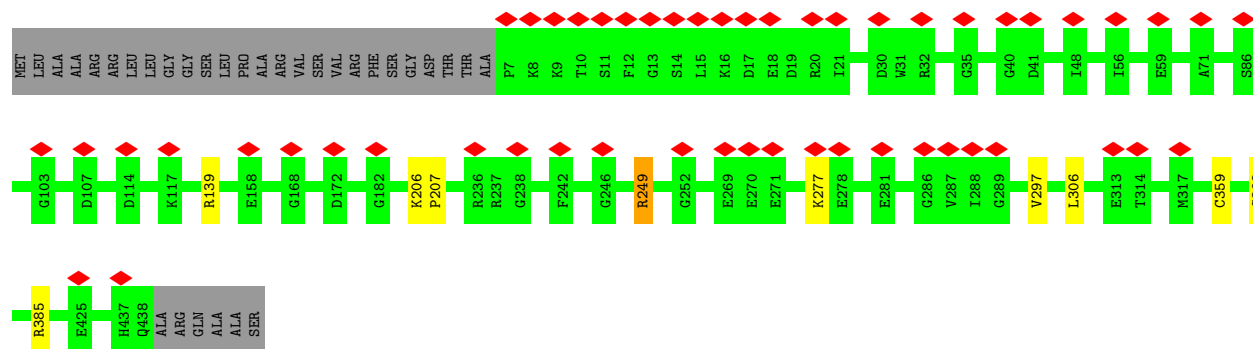 MET LEU ALA ALA ARG ARG LEU LEU GLY GLY SER LEU PRO ALA ARG VAL SER VAL ARG PHE SER GLY ASP THR THR ALA P7 K8 K9 T10 S11 F12 G13 S14 L15 K16 D17 E18 D19 R20 I21 D30 W31 R32 G35 G40 D41 I48 I56 E59 A71 S86
G103 D107 D114 K117 R139 E158 G168 D172 G182 K206 P207 R236 R237 G238 F242 G246 R249 G252 E269 E270 E271 K277 E278 E281 G286 V287 I288 G289 V297 L306 E313 T314 M317 C359
R385 E425 H437 Q438 ALA ARG GLN ALA ALA SER